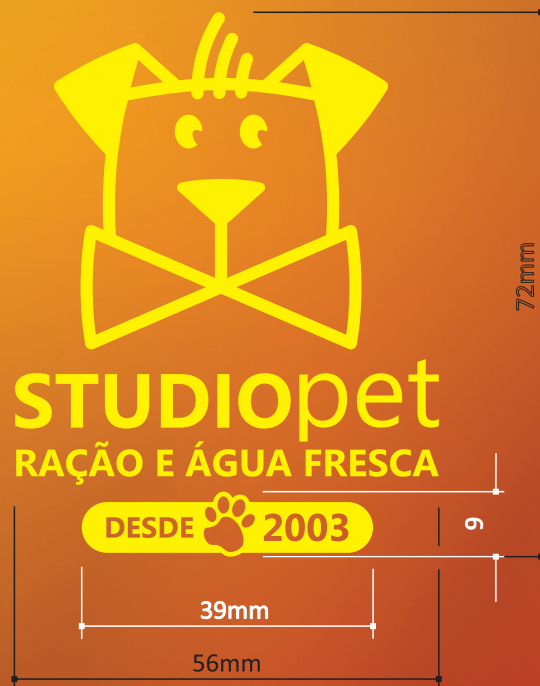 72mm
STUDIOpet
RAÇÃO E ÁGUA FRESCA
DESDE 2003
9
39mm
56mm